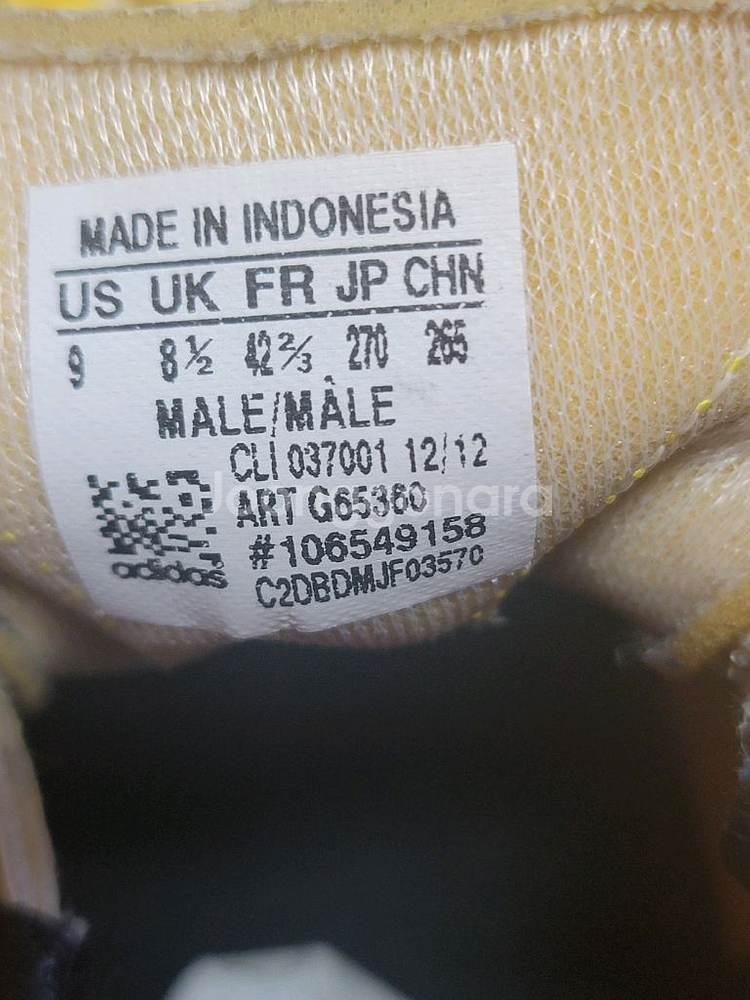 MADE IN INDONESIA
US UK FR JP CHN
9 8½ 42⅔ 270 265
MALE/MÂLE
CLI 037001 12/12
ART G65360
#106549158
adidas
C2DBDMJF03570
Joonggonara